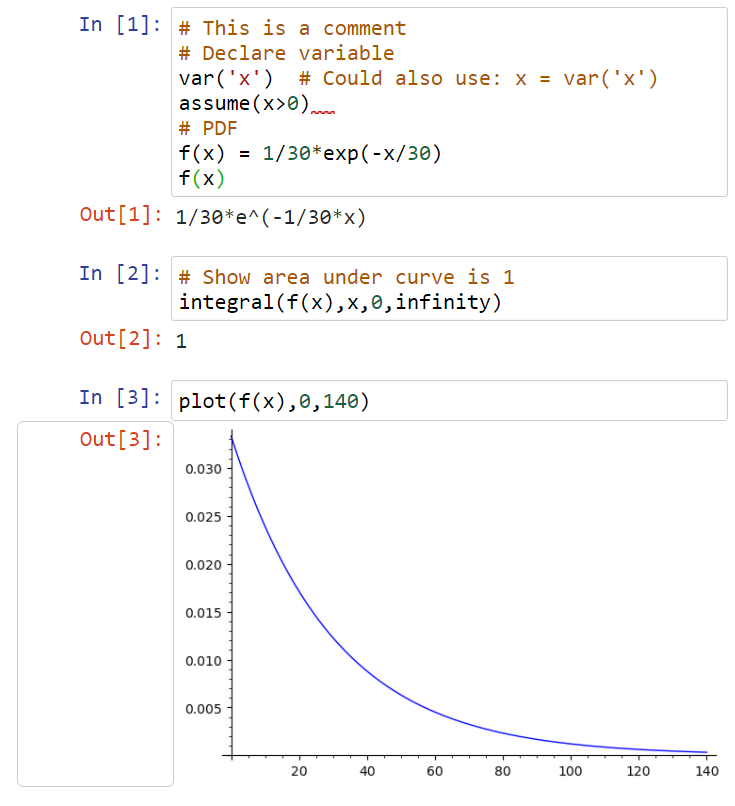 In [1]: # This is a comment
# Declare variable
var('x')  # Could also use: x = var('x')
assume(x>0)
# PDF
f(x) = 1/30*exp(-x/30)
f(x)
Out[1]: 1/30*e^(-1/30*x)
In [2]: # Show area under curve is 1
integral(f(x),x,0,infinity)
Out[2]: 1
In [3]: plot(f(x),0,140)
Out[3]:
0.030
0.025
0.020
0.015
0.010
0.005
20 40 60 80 100 120 140